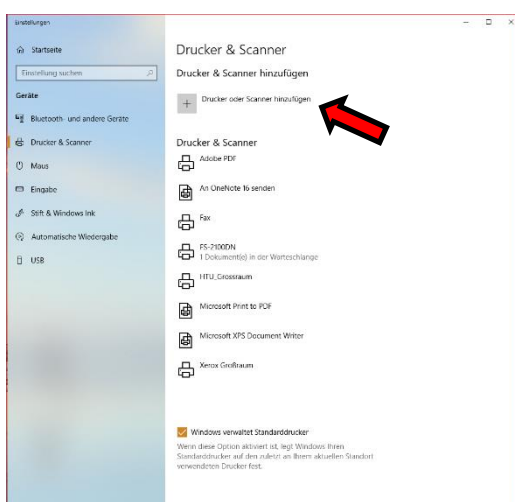 Einstellungen
Startseite
Einstellung suchen
Geräte
Bluetooth- und andere Geräte
Drucker & Scanner
Maus
Eingabe
Stift & Windows Ink
Automatische Wiedergabe
USB
Drucker & Scanner
Drucker & Scanner hinzufügen
Drucker oder Scanner hinzufügen
Drucker & Scanner
Adobe PDF
An OneNote 16 senden
Fax
FS-2100DN
1 Dokument(e) in der Warteschlange
HTU_Grossraum
Microsoft Print to PDF
Microsoft XPS Document Writer
Xerox Großraum
Windows verwaltet Standarddrucker
Wenn diese Option aktiviert ist, legt Windows Ihren
Standarddrucker auf den zuletzt an Ihrem aktuellen Standort
verwendeten Drucker fest.